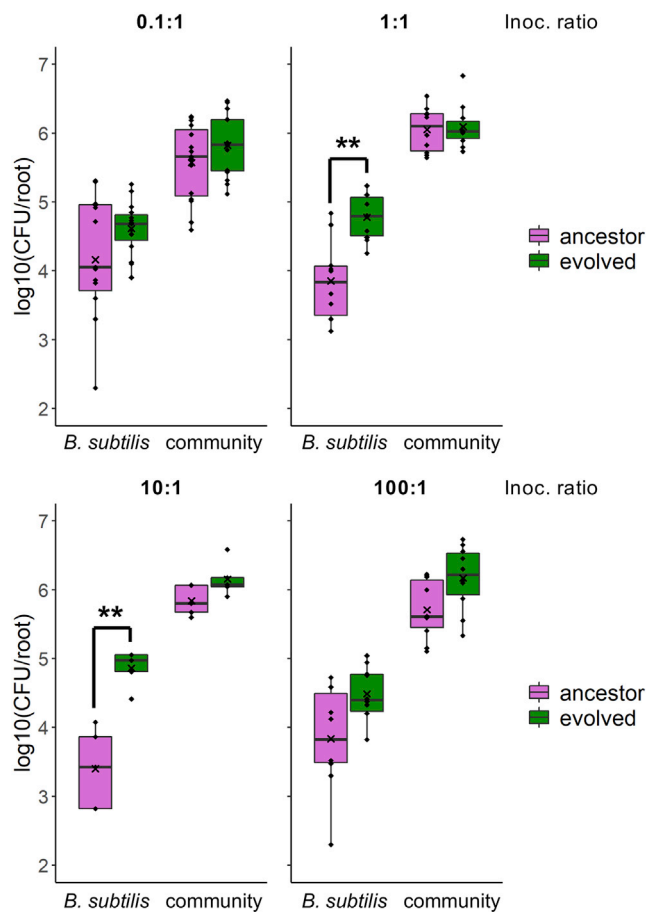 0.1:1 1:1 Inoc. ratio
7
6
5
4
3
2
log10(CFU/root)
**
ancestor
evolved
B. subtilis community B. subtilis community
10:1 100:1 Inoc. ratio
7
6
5
4
3
2
log10(CFU/root)
**
ancestor
evolved
B. subtilis community B. subtilis community